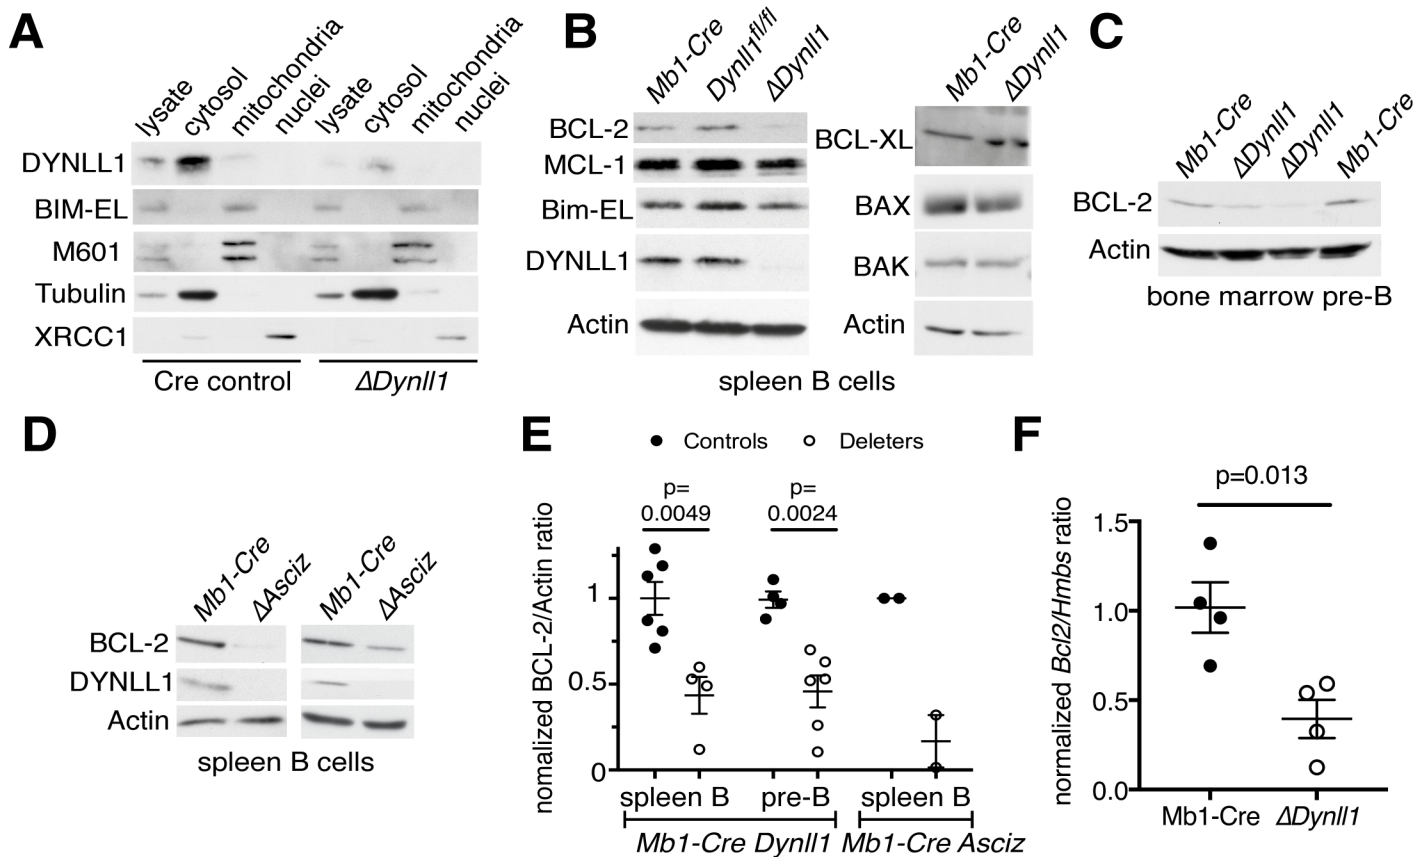 A
lysate
cytosol
mitochondria
nuclei
lysate
cytosol
mitochondria
nuclei
DYNLL1
BIM-EL
M601
Tubulin
XRCC1
Cre control
ΔDynll1
B
Mb1-Cre
Dynll1fl/fl
ΔDynll1
BCL-2
MCL-1
Bim-EL
DYNLL1
Actin
Mb1-Cre
ΔDynll1
BCL-XL
BAX
BAK
Actin
spleen B cells
C
Mb1-Cre
ΔDynll1
ΔDynll1
Mb1-Cre
BCL-2
Actin
bone marrow pre-B
D
Mb1-Cre
ΔAsciz
Mb1-Cre
ΔAsciz
BCL-2
DYNLL1
Actin
spleen B cells
E
Controls
Deleters
nomalized BCL-2/Actin ratio
p=
0.0049
p=
0.0024
1
0.5
0
spleen B
pre-B
spleen B
Mb1-Cre Dynll1
Mb1-Cre Asciz
F
p=0.013
normalized Bcl2/Hmbs ratio
1.5
1.0
0.5
0.0
Mb1-Cre
ΔDynll1